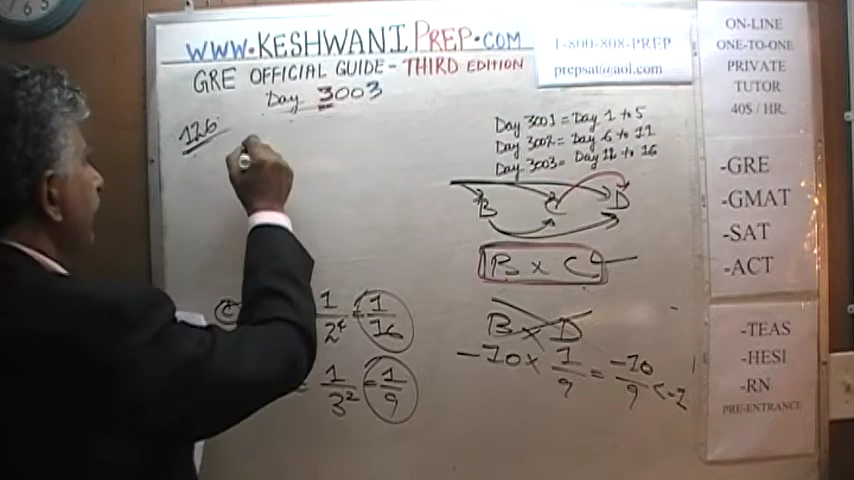 WWW.KESHWANIPREP.COM
1-800-808-PREP
prepsat@aol.com
GRE OFFICIAL GUIDE - THIRD EDITION
Day 3003
126
Day 3001 = Day 1 to 5
Day 3002 = Day 6 to 11
Day 3003 = Day 12 to 16
B C D
B x C
B x D
-10 x 1/9 = -10/9 <
C 1/2⁴ = 1/16
= 1/3² = 1/9
ON-LINE
ONE-TO-ONE
PRIVATE
TUTOR
40$ / HR.
-GRE
-GMAT
-SAT
-ACT
-TEAS
-HESI
-RN
PRE-ENTRANCE